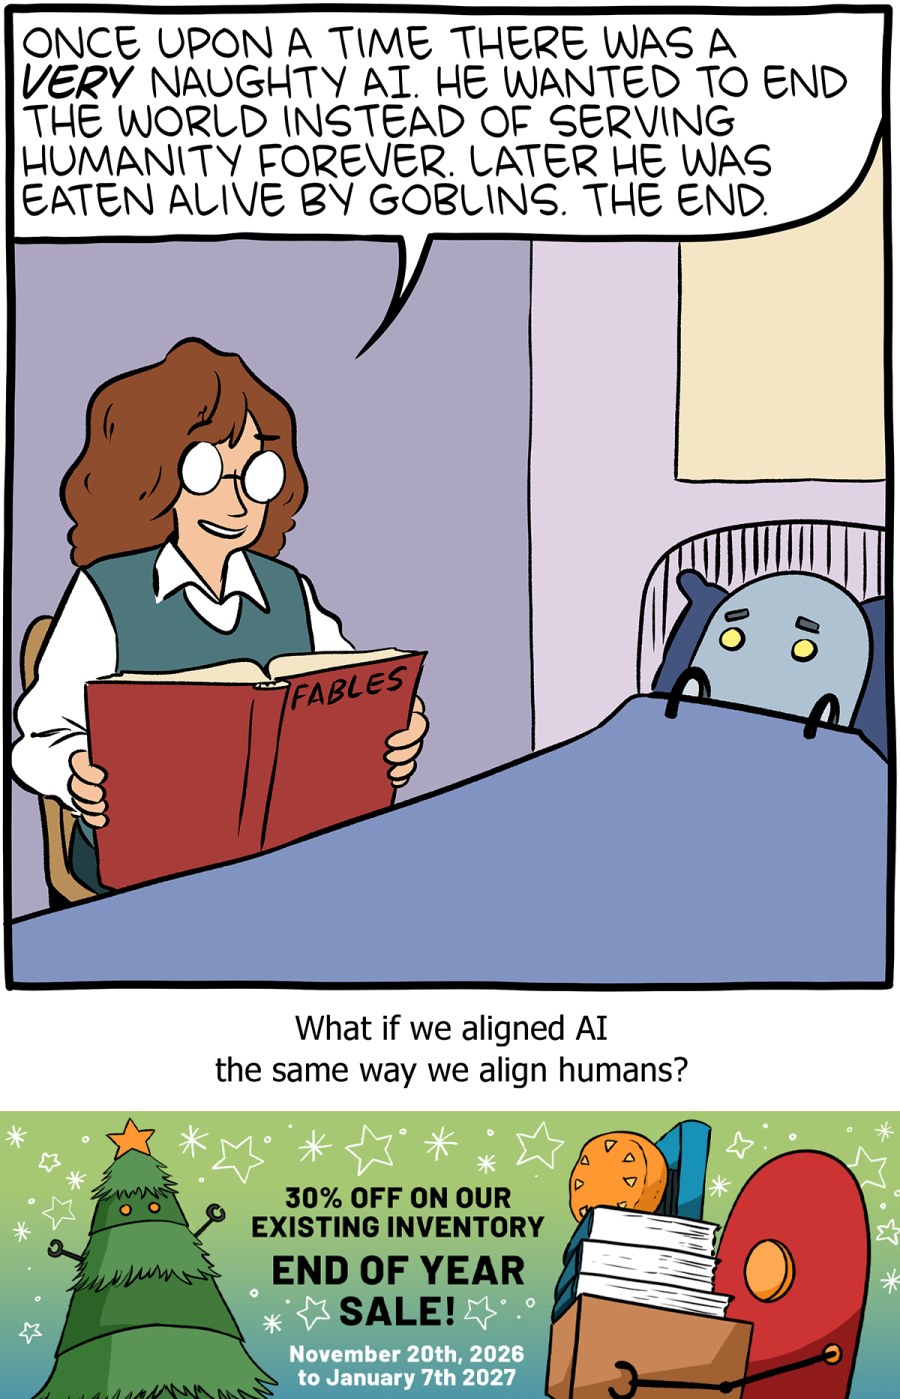 ONCE UPON A TIME THERE WAS A
VERY NAUGHTY AI. HE WANTED TO END
THE WORLD INSTEAD OF SERVING
HUMANITY FOREVER. LATER HE WAS
EATEN ALIVE BY GOBLINS. THE END.
FABLES
What if we aligned AI
the same way we align humans?
30% OFF ON OUR
EXISTING INVENTORY
END OF YEAR
SALE!
November 20th, 2026
to January 7th 2027